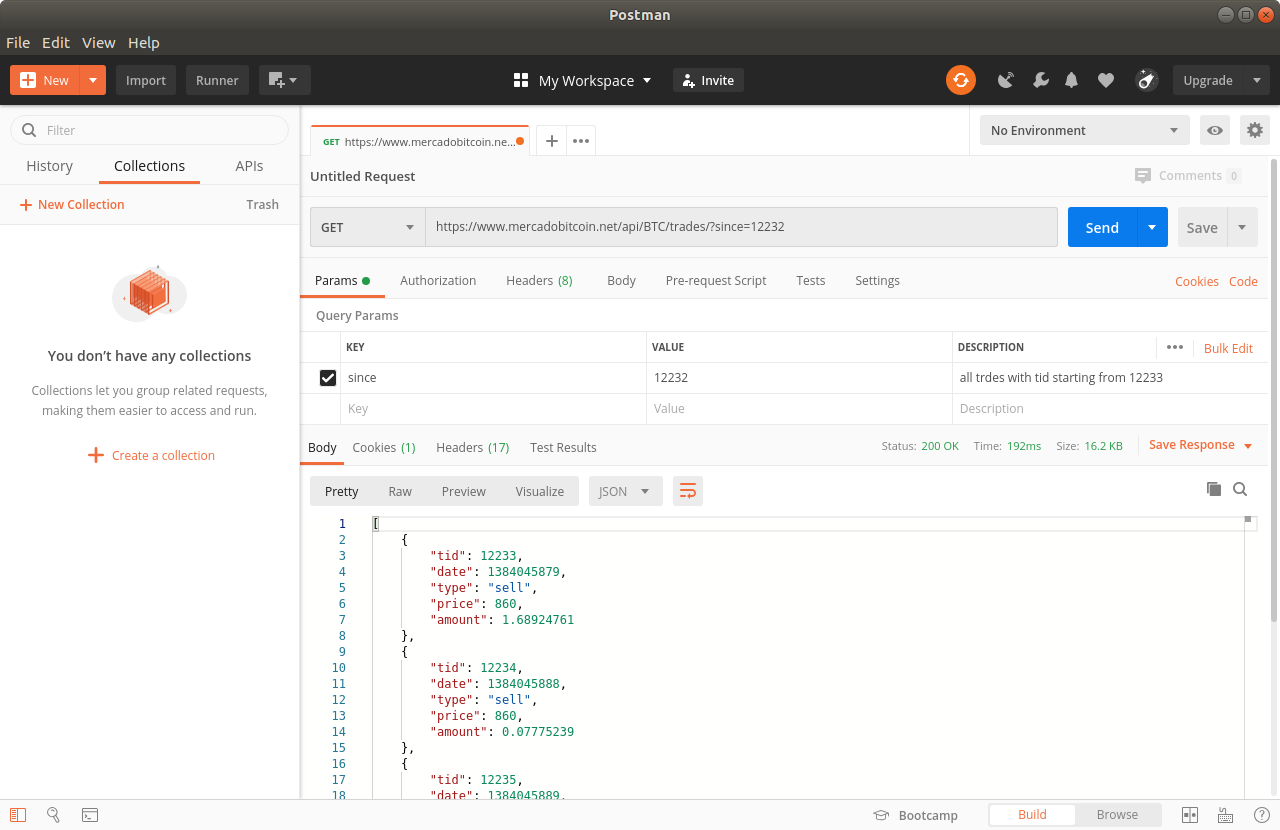 Postman
File Edit View Help
New Import Runner My Workspace Invite Upgrade
Filter
History Collections APIs
New Collection Trash
You don't have any collections
Collections let you group related requests,
making them easier to access and run.
Create a collection
GET https://www.mercadobitcoin.ne...
No Environment
Untitled Request Comments 0
GET https://www.mercadobitcoin.net/api/BTC/trades/?since=12232 Send Save
Params Authorization Headers (8) Body Pre-request Script Tests Settings Cookies Code
Query Params
KEY VALUE DESCRIPTION Bulk Edit
since 12232 all trdes with tid starting from 12233
Key Value Description
Body Cookies (1) Headers (17) Test Results Status: 200 OK Time: 192ms Size: 16.2 KB Save Response
Pretty Raw Preview Visualize JSON
1 [
2 {
3 "tid": 12233,
4 "date": 1384045879,
5 "type": "sell",
6 "price": 860,
7 "amount": 1.68924761
8 },
9 {
10 "tid": 12234,
11 "date": 1384045888,
12 "type": "sell",
13 "price": 860,
14 "amount": 0.07775239
15 },
16 {
17 "tid": 12235,
18 "date": 1384045889,
Bootcamp Build Browse